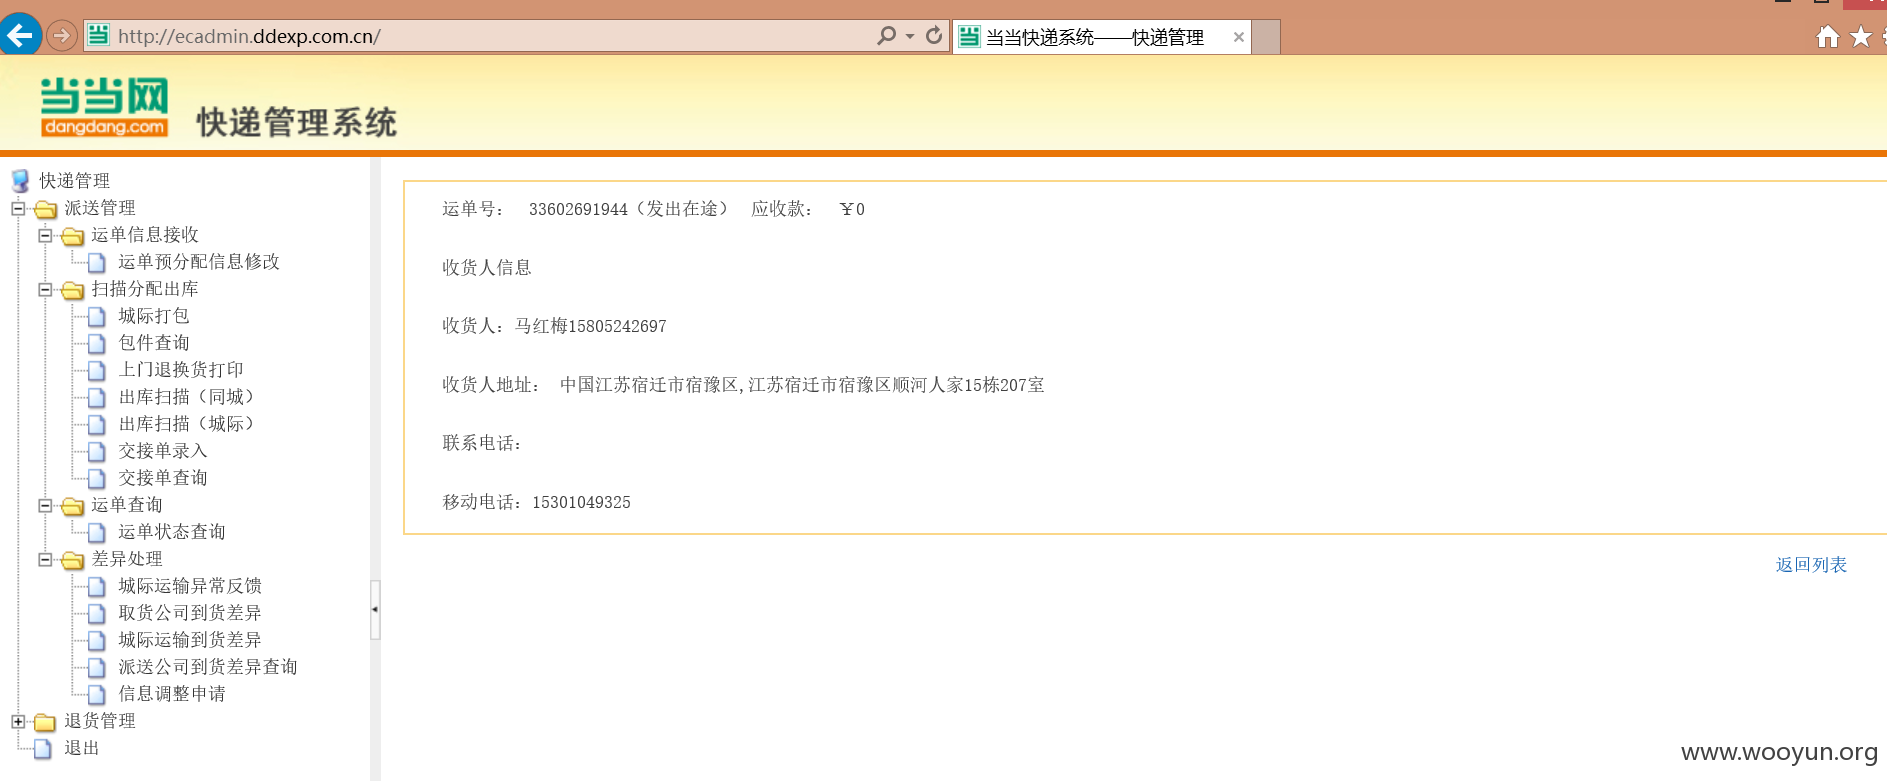 http://ecadmin.ddexp.com.cn/
当当快递系统——快递管理
当当网
dangdang.com
快递管理系统
快递管理
派送管理
运单信息接收
运单预分配信息修改
扫描分配出库
城际打包
包件查询
上门退换货打印
出库扫描（同城）
出库扫描（城际）
交接单录入
交接单查询
运单查询
运单状态查询
差异处理
城际运输异常反馈
取货公司到货差异
城际运输到货差异
派送公司到货差异查询
信息调整申请
退货管理
退出
运单号： 33602691944（发出在途） 应收款： ￥0
收货人信息
收货人：马红梅15805242697
收货人地址： 中国江苏宿迁市宿豫区,江苏宿迁市宿豫区顺河人家15栋207室
联系电话：
移动电话：15301049325
返回列表
www.wooyun.org